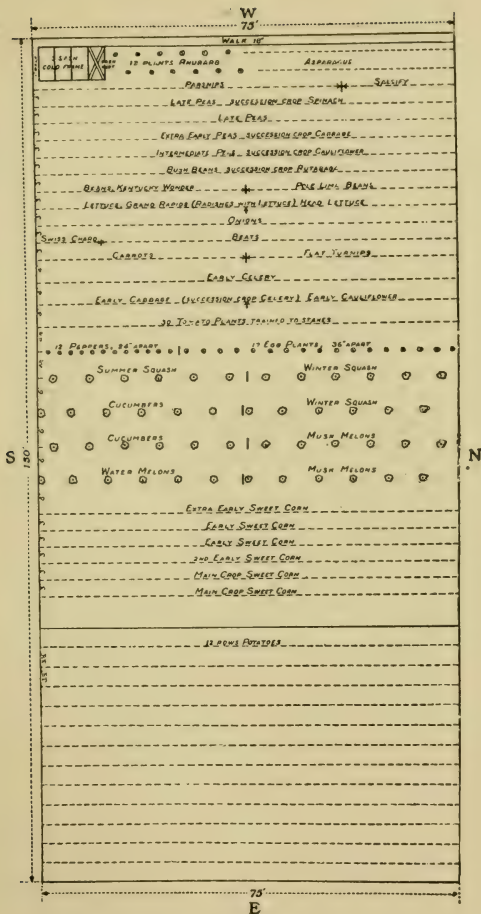 W
75'
WALK 18"
3 SASH COLD FRAME
12 PLANTS RHUBARB ASPARAGUS
PARSNIPS SALSIFY
LATE PEAS SUCCESSION CROP SPINACH
LATE PEAS
EXTRA EARLY PEAS SUCCESSION CROP CABBAGE
INTERMEDIATE PEAS SUCCESSION CROP CAULIFLOWER
BUSH BEANS SUCCESSION CROP RUTABAGA
BEANS KENTUCKY WONDER POLE LIMA BEANS
LETTUCE GRAND RAPIDS (RADISHES WITH LETTUCE) HEAD LETTUCE
ONIONS
SWISS CHARD BEETS
CARROTS FLAT TURNIPS
EARLY CELERY
EARLY CABBAGE (SUCCESSION CROP CELERY) EARLY CAULIFLOWER
30 TOMATO PLANTS TRAINED TO STAKES
12 PEPPERS, 24" APART 17 EGG PLANTS, 36" APART
SUMMER SQUASH WINTER SQUASH
CUCUMBERS WINTER SQUASH
S
150'
CUCUMBERS MUSK MELONS
N
WATER MELONS MUSK MELONS
EXTRA EARLY SWEET CORN
EARLY SWEET CORN
EARLY SWEET CORN
2ND EARLY SWEET CORN
MAIN CROP SWEET CORN
MAIN CROP SWEET CORN
12 ROWS POTATOES
75'
E